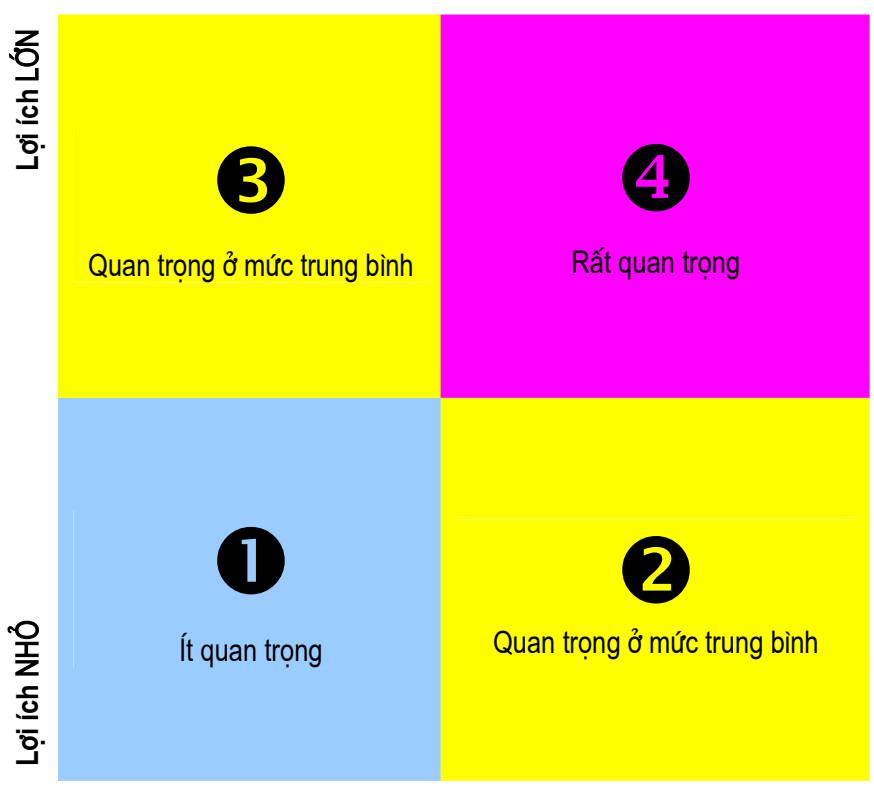 Lợi ích LỚN
3
Quan trọng ở mức trung bình
4
Rất quan trọng
Lợi ích NHỎ
1
Ít quan trọng
2
Quan trọng ở mức trung bình